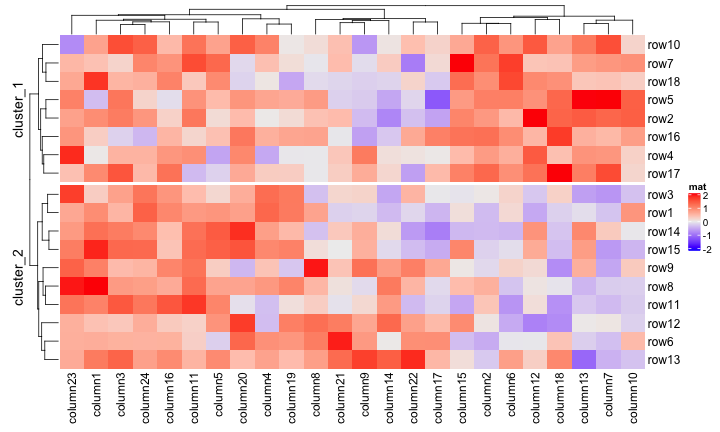 cluster_1
row10
row7
row18
row5
row2
row16
row4
row17
cluster_2
row3
row1
row14
row15
row9
row8
row11
row12
row6
row13
mat
2
1
0
-1
-2
column23
column1
column3
column24
column16
column11
column5
column20
column4
column19
column8
column21
column9
column14
column22
column17
column15
column2
column6
column12
column18
column13
column7
column10